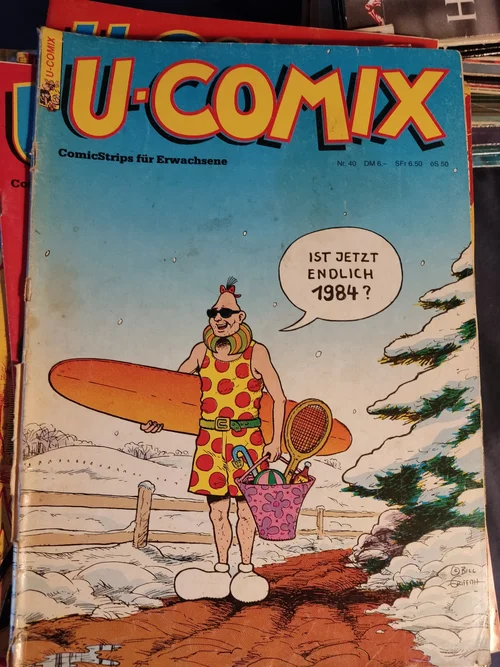 U-COMIX
U-COMIX
ComicStrips für Erwachsene
Nr. 40 DM 6.- SFr 6.50 öS 50
IST JETZT
ENDLICH
1984?
© BILL
GRIFFITH